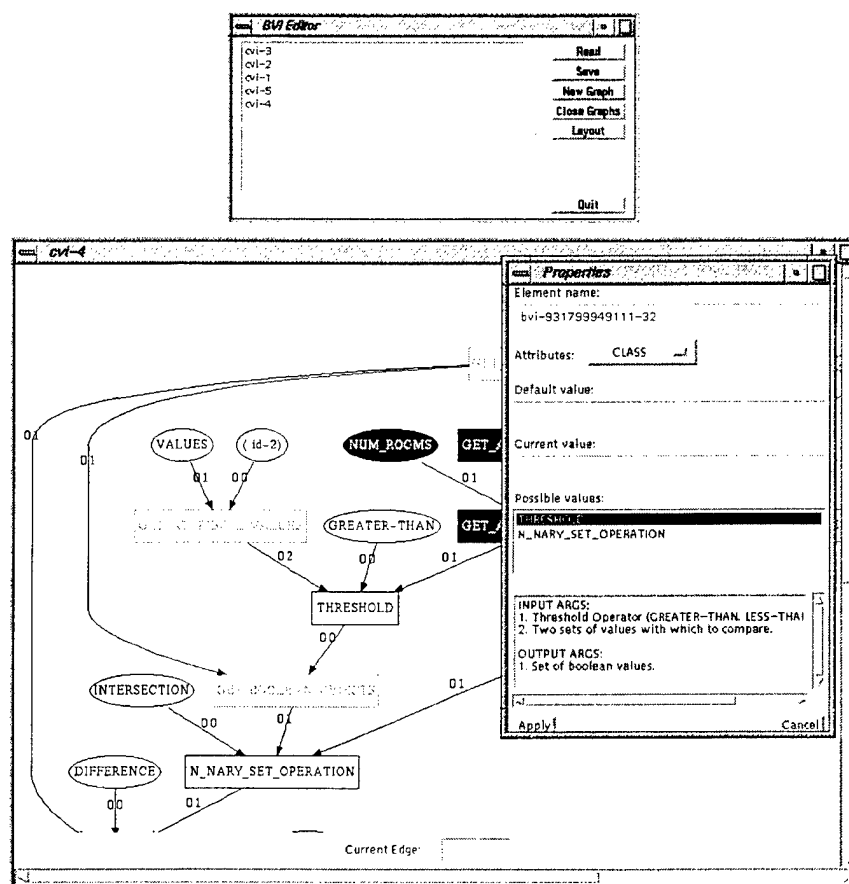 BVI Editor
cvi-3
cvi-2
cvi-1
cvi-5
cvi-4
Read
Save
New Graph
Close Graphs
Layout
Quit
cvi-4
Properties
Element name:
bvi-931799949111-32
Attributes: CLASS
Default value:
Current value:
Possible values:
THRESHOLD
N_NARY_SET_OPERATION
INPUT ARGS:
1. Threshold Operator (GREATER-THAN, LESS-THAI
2. Two sets of values with which to compare.
OUTPUT ARGS:
1. Set of boolean values.
Apply
Cancel
01
01
VALUES
( id-2)
NUM_ROOMS
GET_A
01
00
01
GREATER-THAN
GET_A
02
00
01
THRESHOLD
00
INTERSECTION
01
00
01
DIFFERENCE
N_NARY_SET_OPERATION
00
01
Current Edge: